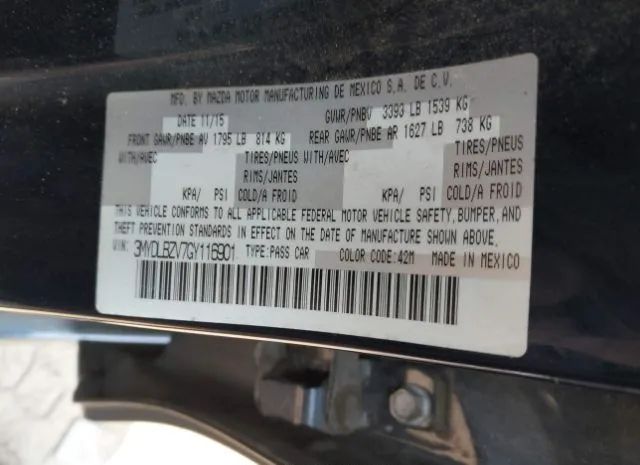 MFG. BY MAZDA MOTOR MANUFACTURING DE MEXICO S.A. DE C.V.
DATE 11/15 GVWR/PNBV 3393 LB 1539 KG
FRONT GAWR/PNBE AV 1795 LB 814 KG REAR GAWR/PNBE AR 1627 LB 738 KG
WITH/AVEC TIRES/PNEUS WITH/AVEC TIRES/PNEUS
RIMS/JANTES RIMS/JANTES
KPA/ PSI COLD/A FROID KPA/ PSI COLD/A FROID
THIS VEHICLE CONFORMS TO ALL APPLICABLE FEDERAL MOTOR VEHICLE SAFETY, BUMPER, AND
THEFT PREVENTION STANDARDS IN EFFECT ON THE DATE OF MANUFACTURE SHOWN ABOVE.
VIN: 3MYDLBZV7GY116901 TYPE:PASS CAR COLOR CODE:42M MADE IN MEXICO